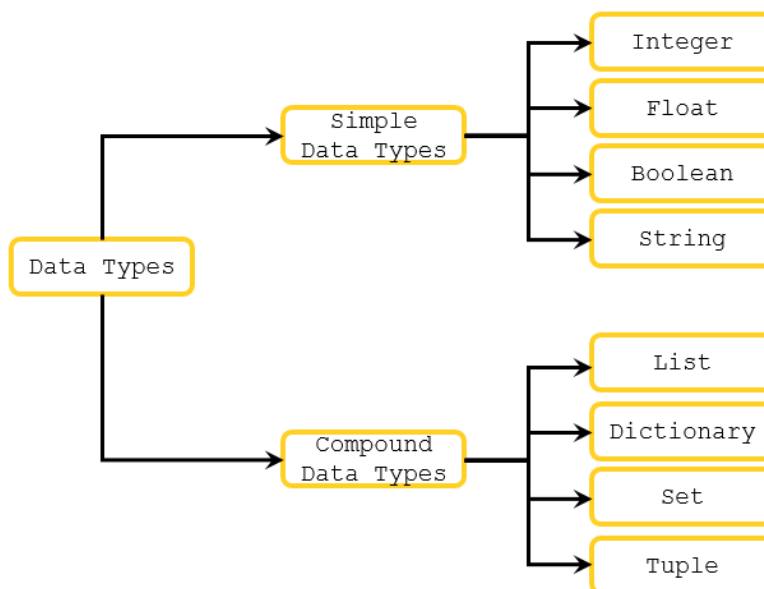 Data Types
Simple
Data Types
Integer
Float
Boolean
String
Compound
Data Types
List
Dictionary
Set
Tuple